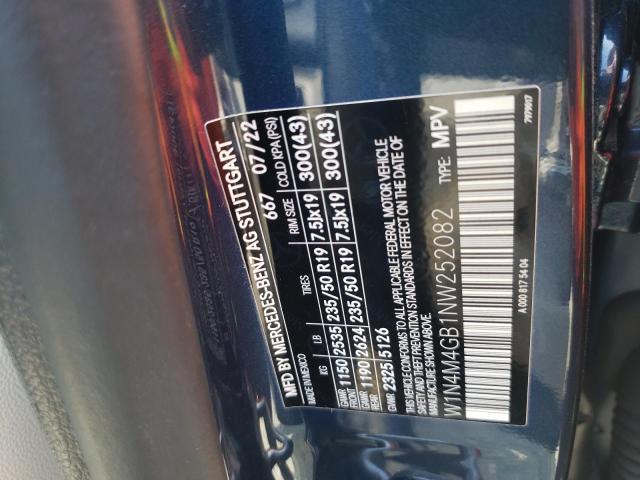 MFD BY MERCEDES-BENZ AG STUTTGART
MADE IN MEXICO 667 07/22
KG LB TIRES RIM SIZE COLD KPA (PSI)
GAWR FRONT 1150 2535 235/50 R19 7.5Jx19 300(43)
GAWR REAR 1190 2624 235/50 R19 7.5Jx19 300(43)
GVWR 2325 5126
THIS VEHICLE CONFORMS TO ALL APPLICABLE FEDERAL MOTOR VEHICLE
SAFETY AND THEFT PREVENTION STANDARDS IN EFFECT ON THE DATE OF
MANUFACTURE SHOWN ABOVE.
W1N4M4GB1NW252082 TYPE: MPV
A 000 817 54 04 7979917